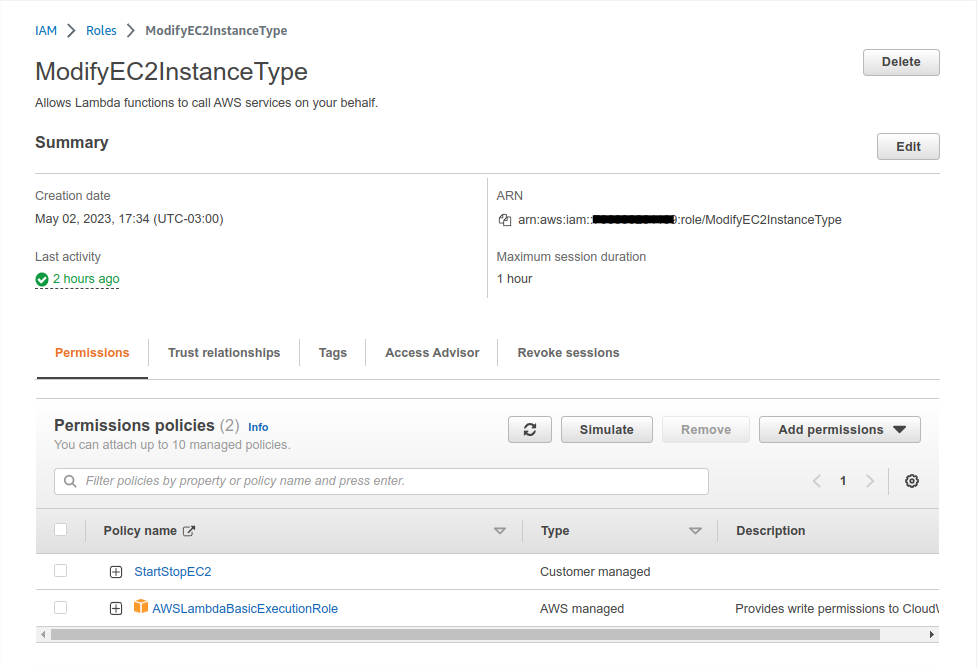 IAM > Roles > ModifyEC2InstanceType
ModifyEC2InstanceType
Delete
Allows Lambda functions to call AWS services on your behalf.
Summary
Edit
Creation date
May 02, 2023, 17:34 (UTC-03:00)
ARN
arn:aws:iam:::role/ModifyEC2InstanceType
Last activity
2 hours ago
Maximum session duration
1 hour
Permissions Trust relationships Tags Access Advisor Revoke sessions
Permissions policies (2) Info
You can attach up to 10 managed policies.
Simulate Remove Add permissions
Filter policies by property or policy name and press enter.
1
Policy name Type Description
StartStopEC2 Customer managed
AWSLambdaBasicExecutionRole AWS managed Provides write permissions to Cloud